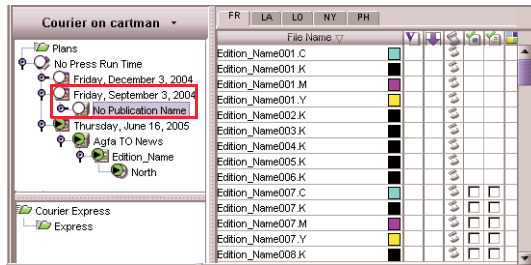 Courier on cartman
Plans
No Press Run Time
Friday, December 3, 2004
Friday, September 3, 2004
No Publication Name
Thursday, June 16, 2005
Agfa TO News
Edition_Name
North
Courier Express
Express
FR LA LO NY PH
File Name
Edition_Name001.C
Edition_Name001.K
Edition_Name001.M
Edition_Name001.Y
Edition_Name002.K
Edition_Name003.K
Edition_Name004.K
Edition_Name005.K
Edition_Name006.K
Edition_Name007.C
Edition_Name007.K
Edition_Name007.M
Edition_Name007.Y
Edition_Name008.K